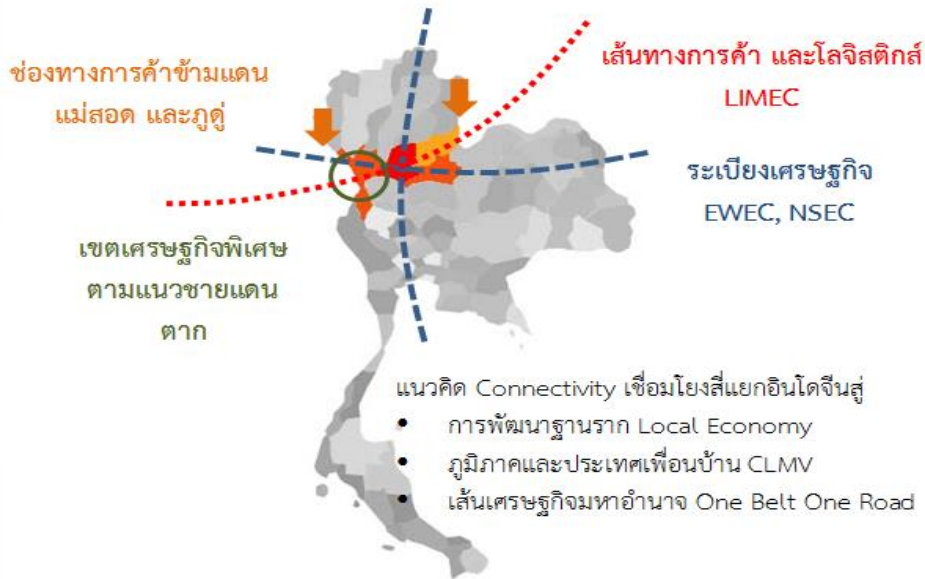 ช่องทางการค้าข้ามแดน
แม่สอด และภูดู่
เส้นทางการค้า และโลจิสติกส์
LIMEC
ระเบียงเศรษฐกิจ
EWEC, NSEC
เขตเศรษฐกิจพิเศษ
ตามแนวชายแดน
ตาก
แนวคิด Connectivity เชื่อมโยงสี่แยกอินโดจีนสู่
• การพัฒนาฐานราก Local Economy
• ภูมิภาคและประเทศเพื่อนบ้าน CLMV
• เส้นเศรษฐกิจมหาอำนาจ One Belt One Road